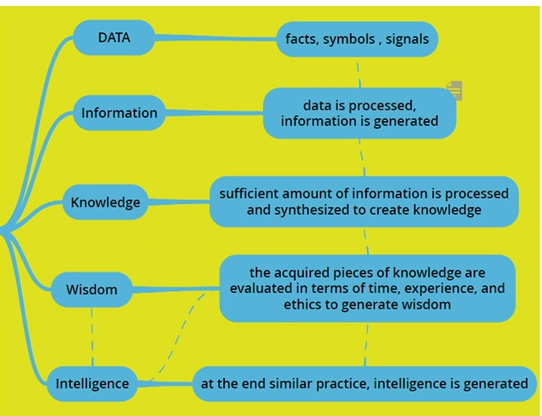 DATA
facts, symbols , signals
Information
data is processed,
information is generated
Knowledge
sufficient amount of information is processed
and synthesized to create knowledge
Wisdom
the acquired pieces of knowledge are
evaluated in terms of time, experience, and
ethics to generate wisdom
Intelligence
at the end similar practice, intelligence is generated